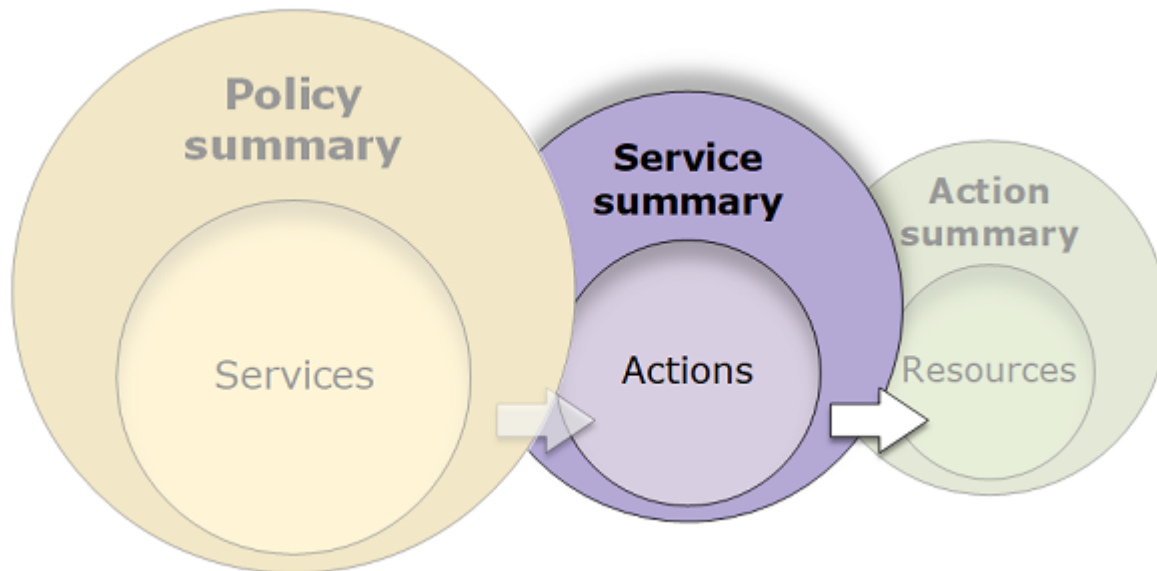 Policy
summary
Services
Service
summary
Actions
Action
summary
Resources